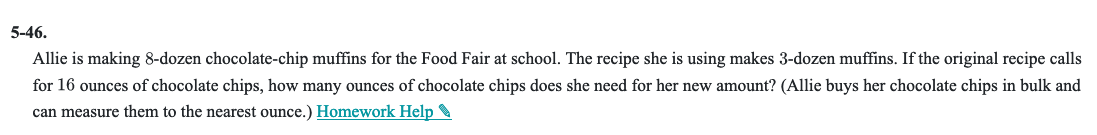 5-46.
Allie is making 8-dozen chocolate-chip muffins for the Food Fair at school. The recipe she is using makes 3-dozen muffins. If the original recipe calls
for 16 ounces of chocolate chips, how many ounces of chocolate chips does she need for her new amount? (Allie buys her chocolate chips in bulk and
can measure them to the nearest ounce.) Homework Help ✎